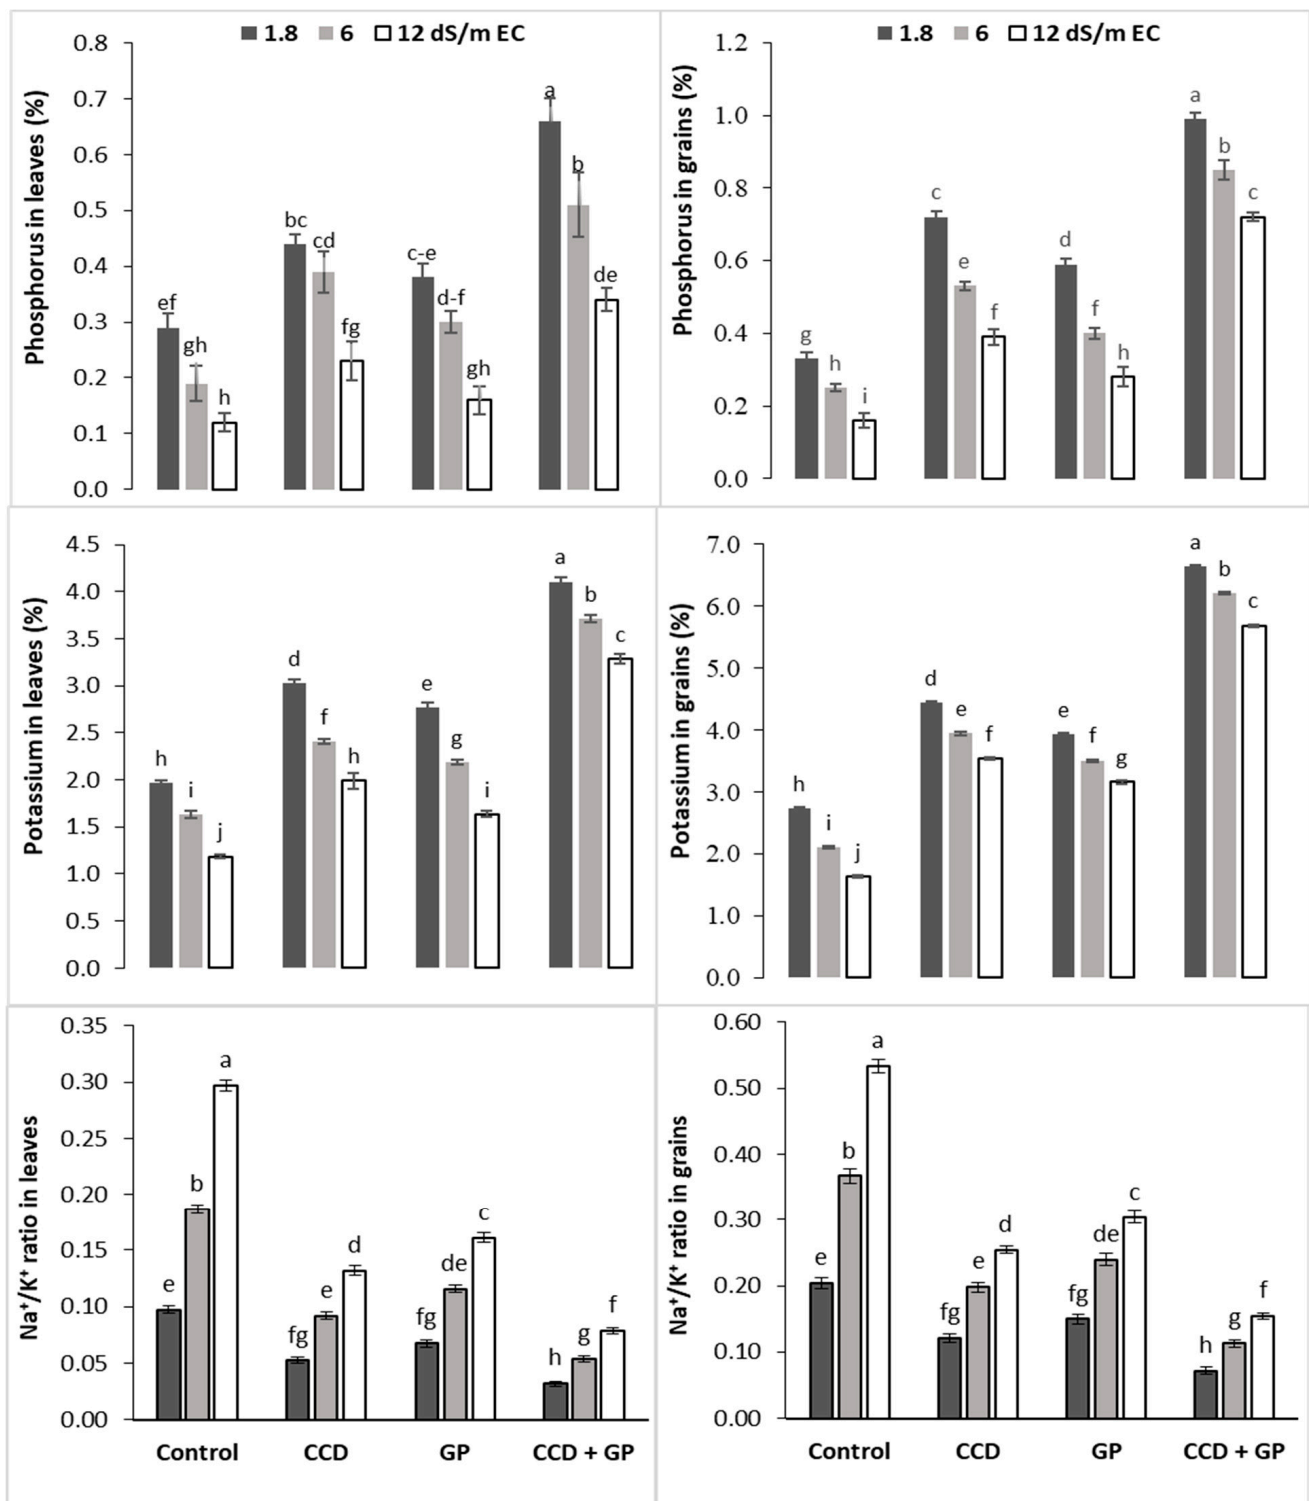 1.8 6 12 dS/m EC
Phosphorus in leaves (%)
0.8
0.7
0.6
0.5
0.4
0.3
0.2
0.1
0.0
ef gh h
bc cd fg
c-e d-f gh
a b de
1.8 6 12 dS/m EC
Phosphorus in grains (%)
1.2
1.0
0.8
0.6
0.4
0.2
0.0
g h i
c e f
d f h
a b c
Potassium in leaves (%)
4.5
4.0
3.5
3.0
2.5
2.0
1.5
1.0
0.5
0.0
h i j
d f h
e g i
a b c
Potassium in grains (%)
7.0
6.0
5.0
4.0
3.0
2.0
1.0
0.0
h i j
d e f
e f g
a b c
Na⁺/K⁺ ratio in leaves
0.35
0.30
0.25
0.20
0.15
0.10
0.05
0.00
e b a
fg e d
fg de c
h g f
Control CCD GP CCD + GP
Na⁺/K⁺ ratio in grains
0.60
0.50
0.40
0.30
0.20
0.10
0.00
e b a
fg e d
fg de c
h g f
Control CCD GP CCD + GP